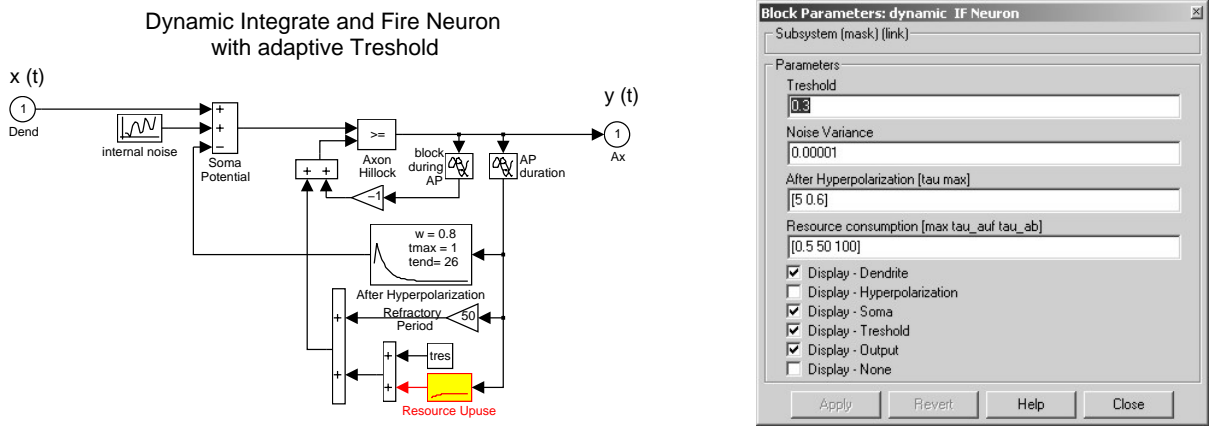 Dynamic Integrate and Fire Neuron
with adaptive Treshold
x (t)
1
Dend
internal noise
+
+
−
Soma
Potential
>=
Axon
Hillock
+ +
−1
block
during
AP
AP
duration
y (t)
1
Ax
w = 0.8
tmax = 1
tend= 26
After Hyperpolarization
Refractory
Period
50
+
+
+
+
tres
Resource Upuse
Block Parameters: dynamic IF Neuron
Subsystem (mask) (link)
Parameters
Treshold
0.3
Noise Variance
0.00001
After Hyperpolarization [tau max]
[5 0.6]
Resource consumption [max tau_auf tau_ab]
[0.5 50 100]
Display - Dendrite
Display - Hyperpolarization
Display - Soma
Display - Treshold
Display - Output
Display - None
Apply
Revert
Help
Close